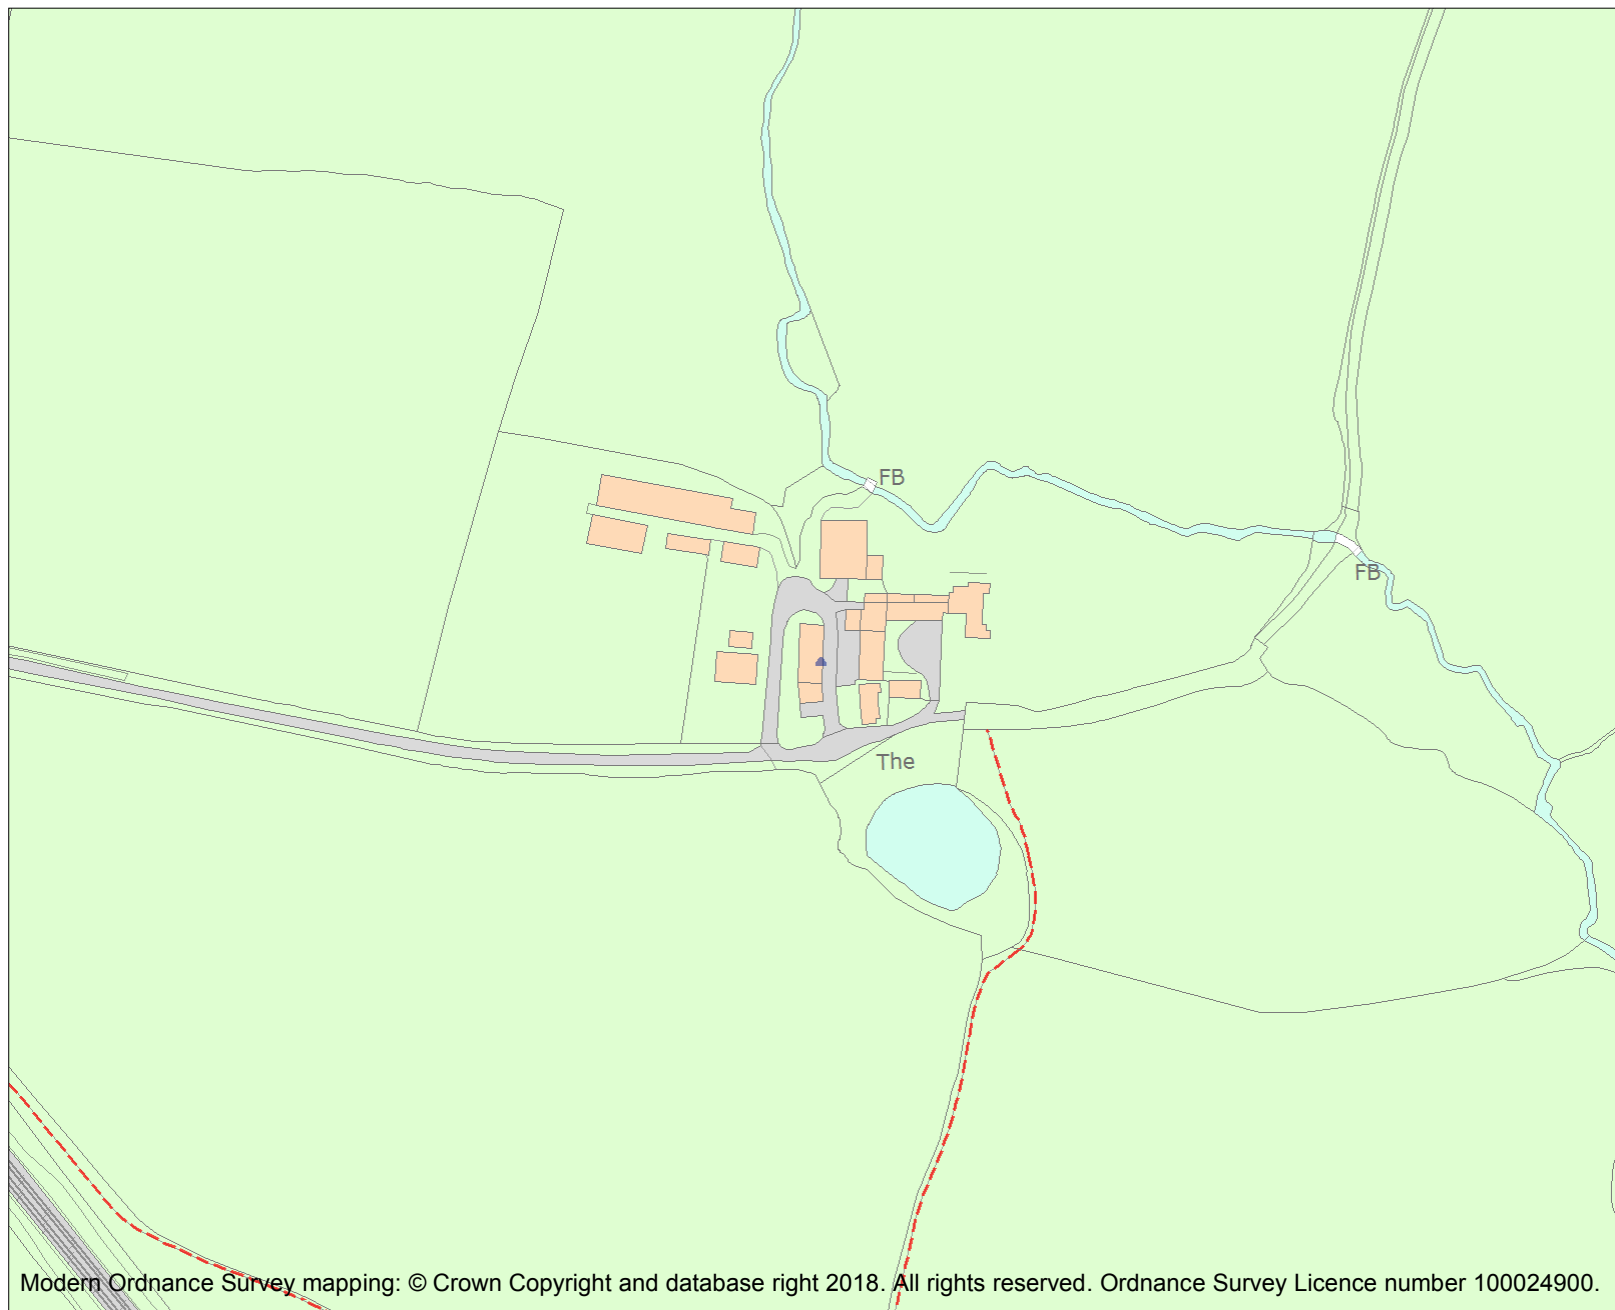 FB
FB
The
Modern Ordnance Survey mapping: © Crown Copyright and database right 2018. All rights reserved. Ordnance Survey Licence number 100024900.